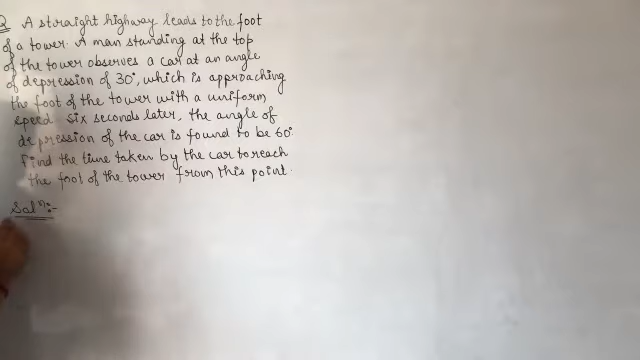 Q A straight highway leads to the foot
of a tower. A man standing at the top
of the tower observes a car at an angle
of depression of 30°, which is approaching
the foot of the tower with a uniform
speed six seconds later, the angle of
depression of the car is found to be 60°
Find the time taken by the car to reach
the foot of the tower from this point.
Solⁿ:-